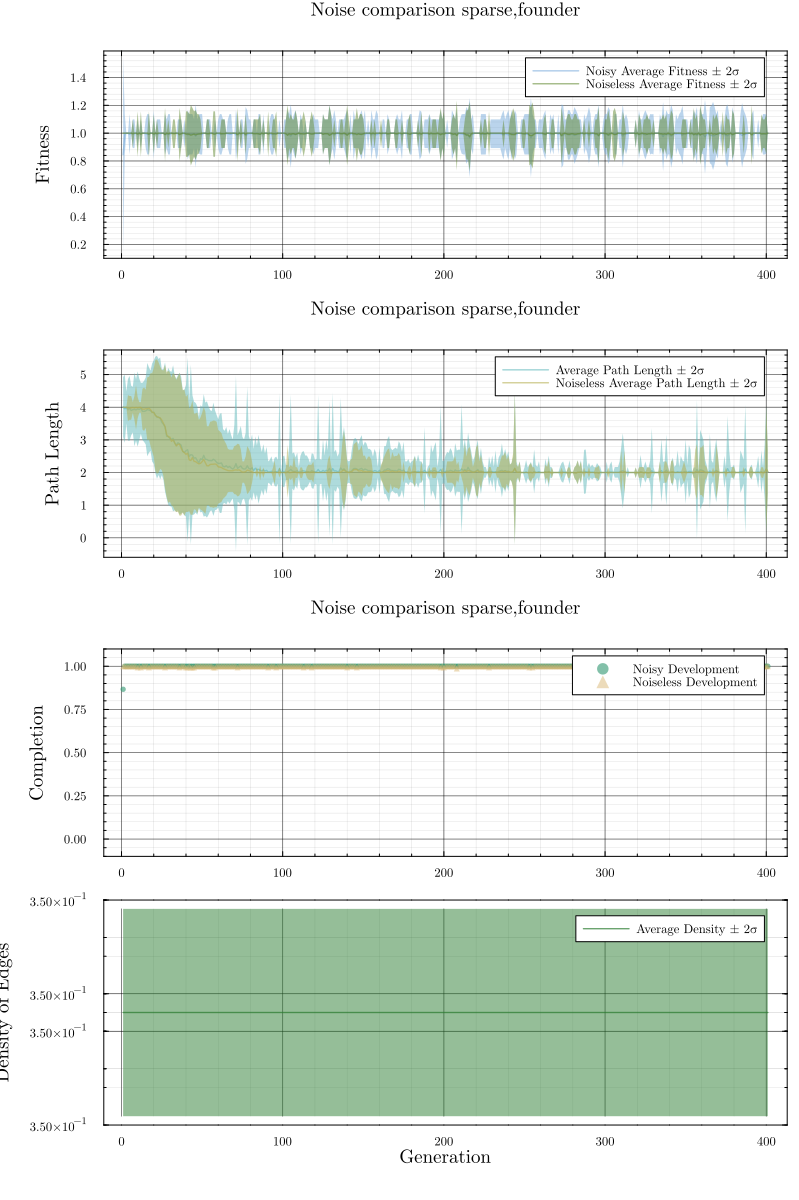 Noise comparison sparse,founder
Fitness
1.4
1.2
1.0
0.8
0.6
0.4
0.2
Noisy Average Fitness ± 2σ
Noiseless Average Fitness ± 2σ
0 100 200 300 400
Noise comparison sparse,founder
Path Length
5
4
3
2
1
0
Average Path Length ± 2σ
Noiseless Average Path Length ± 2σ
0 100 200 300 400
Noise comparison sparse,founder
Completion
1.00
0.75
0.50
0.25
0.00
Noisy Development
Noiseless Development
0 100 200 300 400
Density of Edges
3.50×10⁻¹
3.50×10⁻¹
3.50×10⁻¹
3.50×10⁻¹
Average Density ± 2σ
0 100 200 300 400
Generation